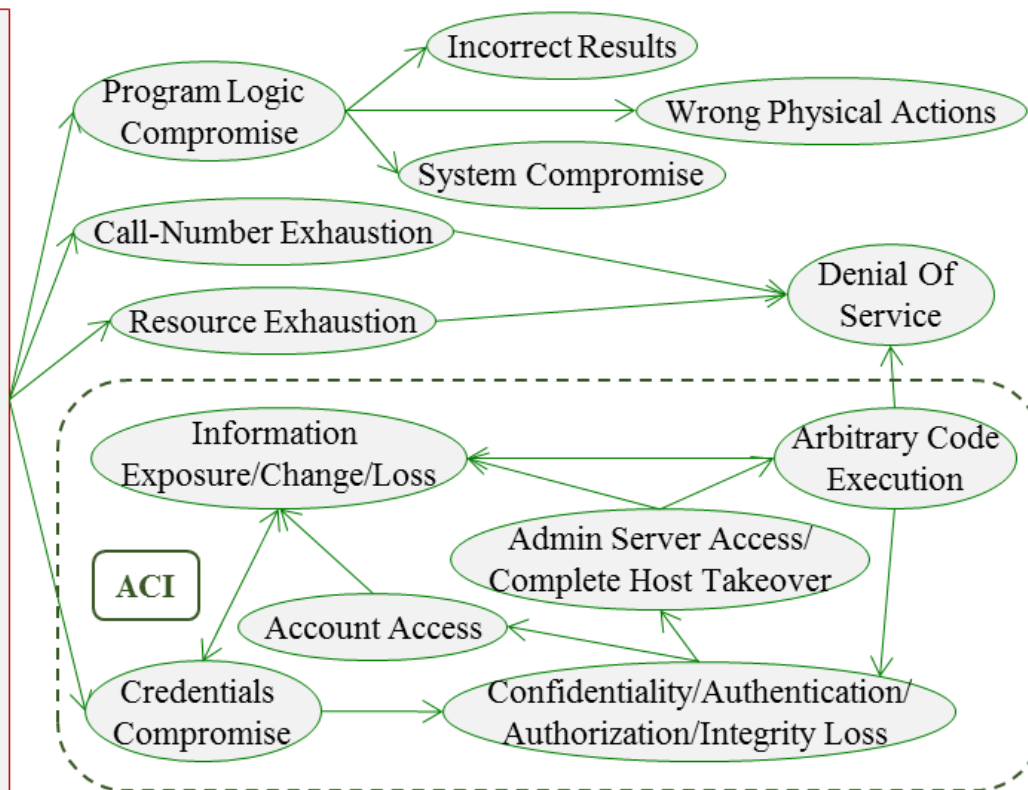 Incorrect Results
Program Logic
Compromise
Wrong Physical Actions
System Compromise
Call-Number Exhaustion
Denial Of
Service
Resource Exhaustion
Information
Exposure/Change/Loss
Arbitrary Code
Execution
Admin Server Access/
Complete Host Takeover
ACI
Account Access
Credentials
Compromise
Confidentiality/Authentication/
Authorization/Integrity Loss